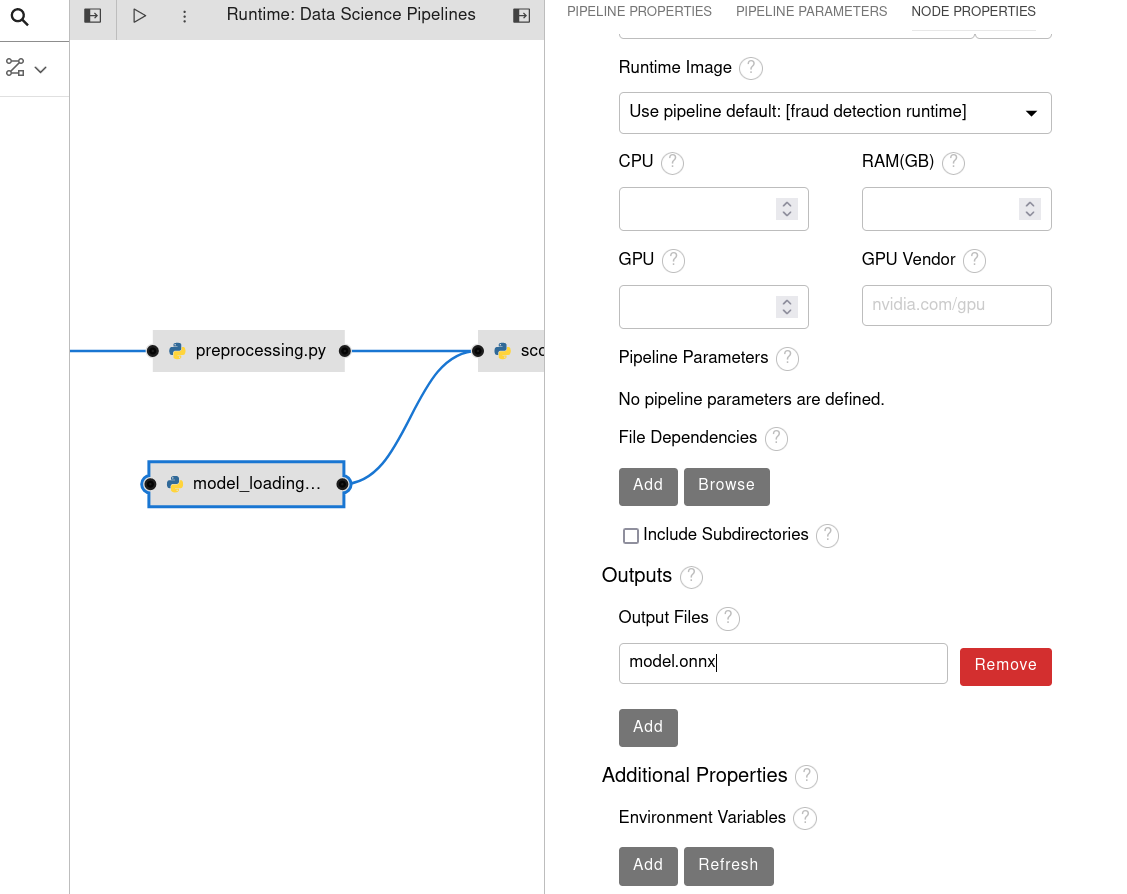 Runtime: Data Science Pipelines
PIPELINE PROPERTIES PIPELINE PARAMETERS NODE PROPERTIES
preprocessing.py
model_loading...
Runtime Image ?
Use pipeline default: [fraud detection runtime]
CPU ? RAM(GB) ?
GPU ? GPU Vendor ?
nvidia.com/gpu
Pipeline Parameters ?
No pipeline parameters are defined.
File Dependencies ?
Add Browse
Include Subdirectories ?
Outputs ?
Output Files ?
model.onnx Remove
Add
Additional Properties ?
Environment Variables ?
Add Refresh